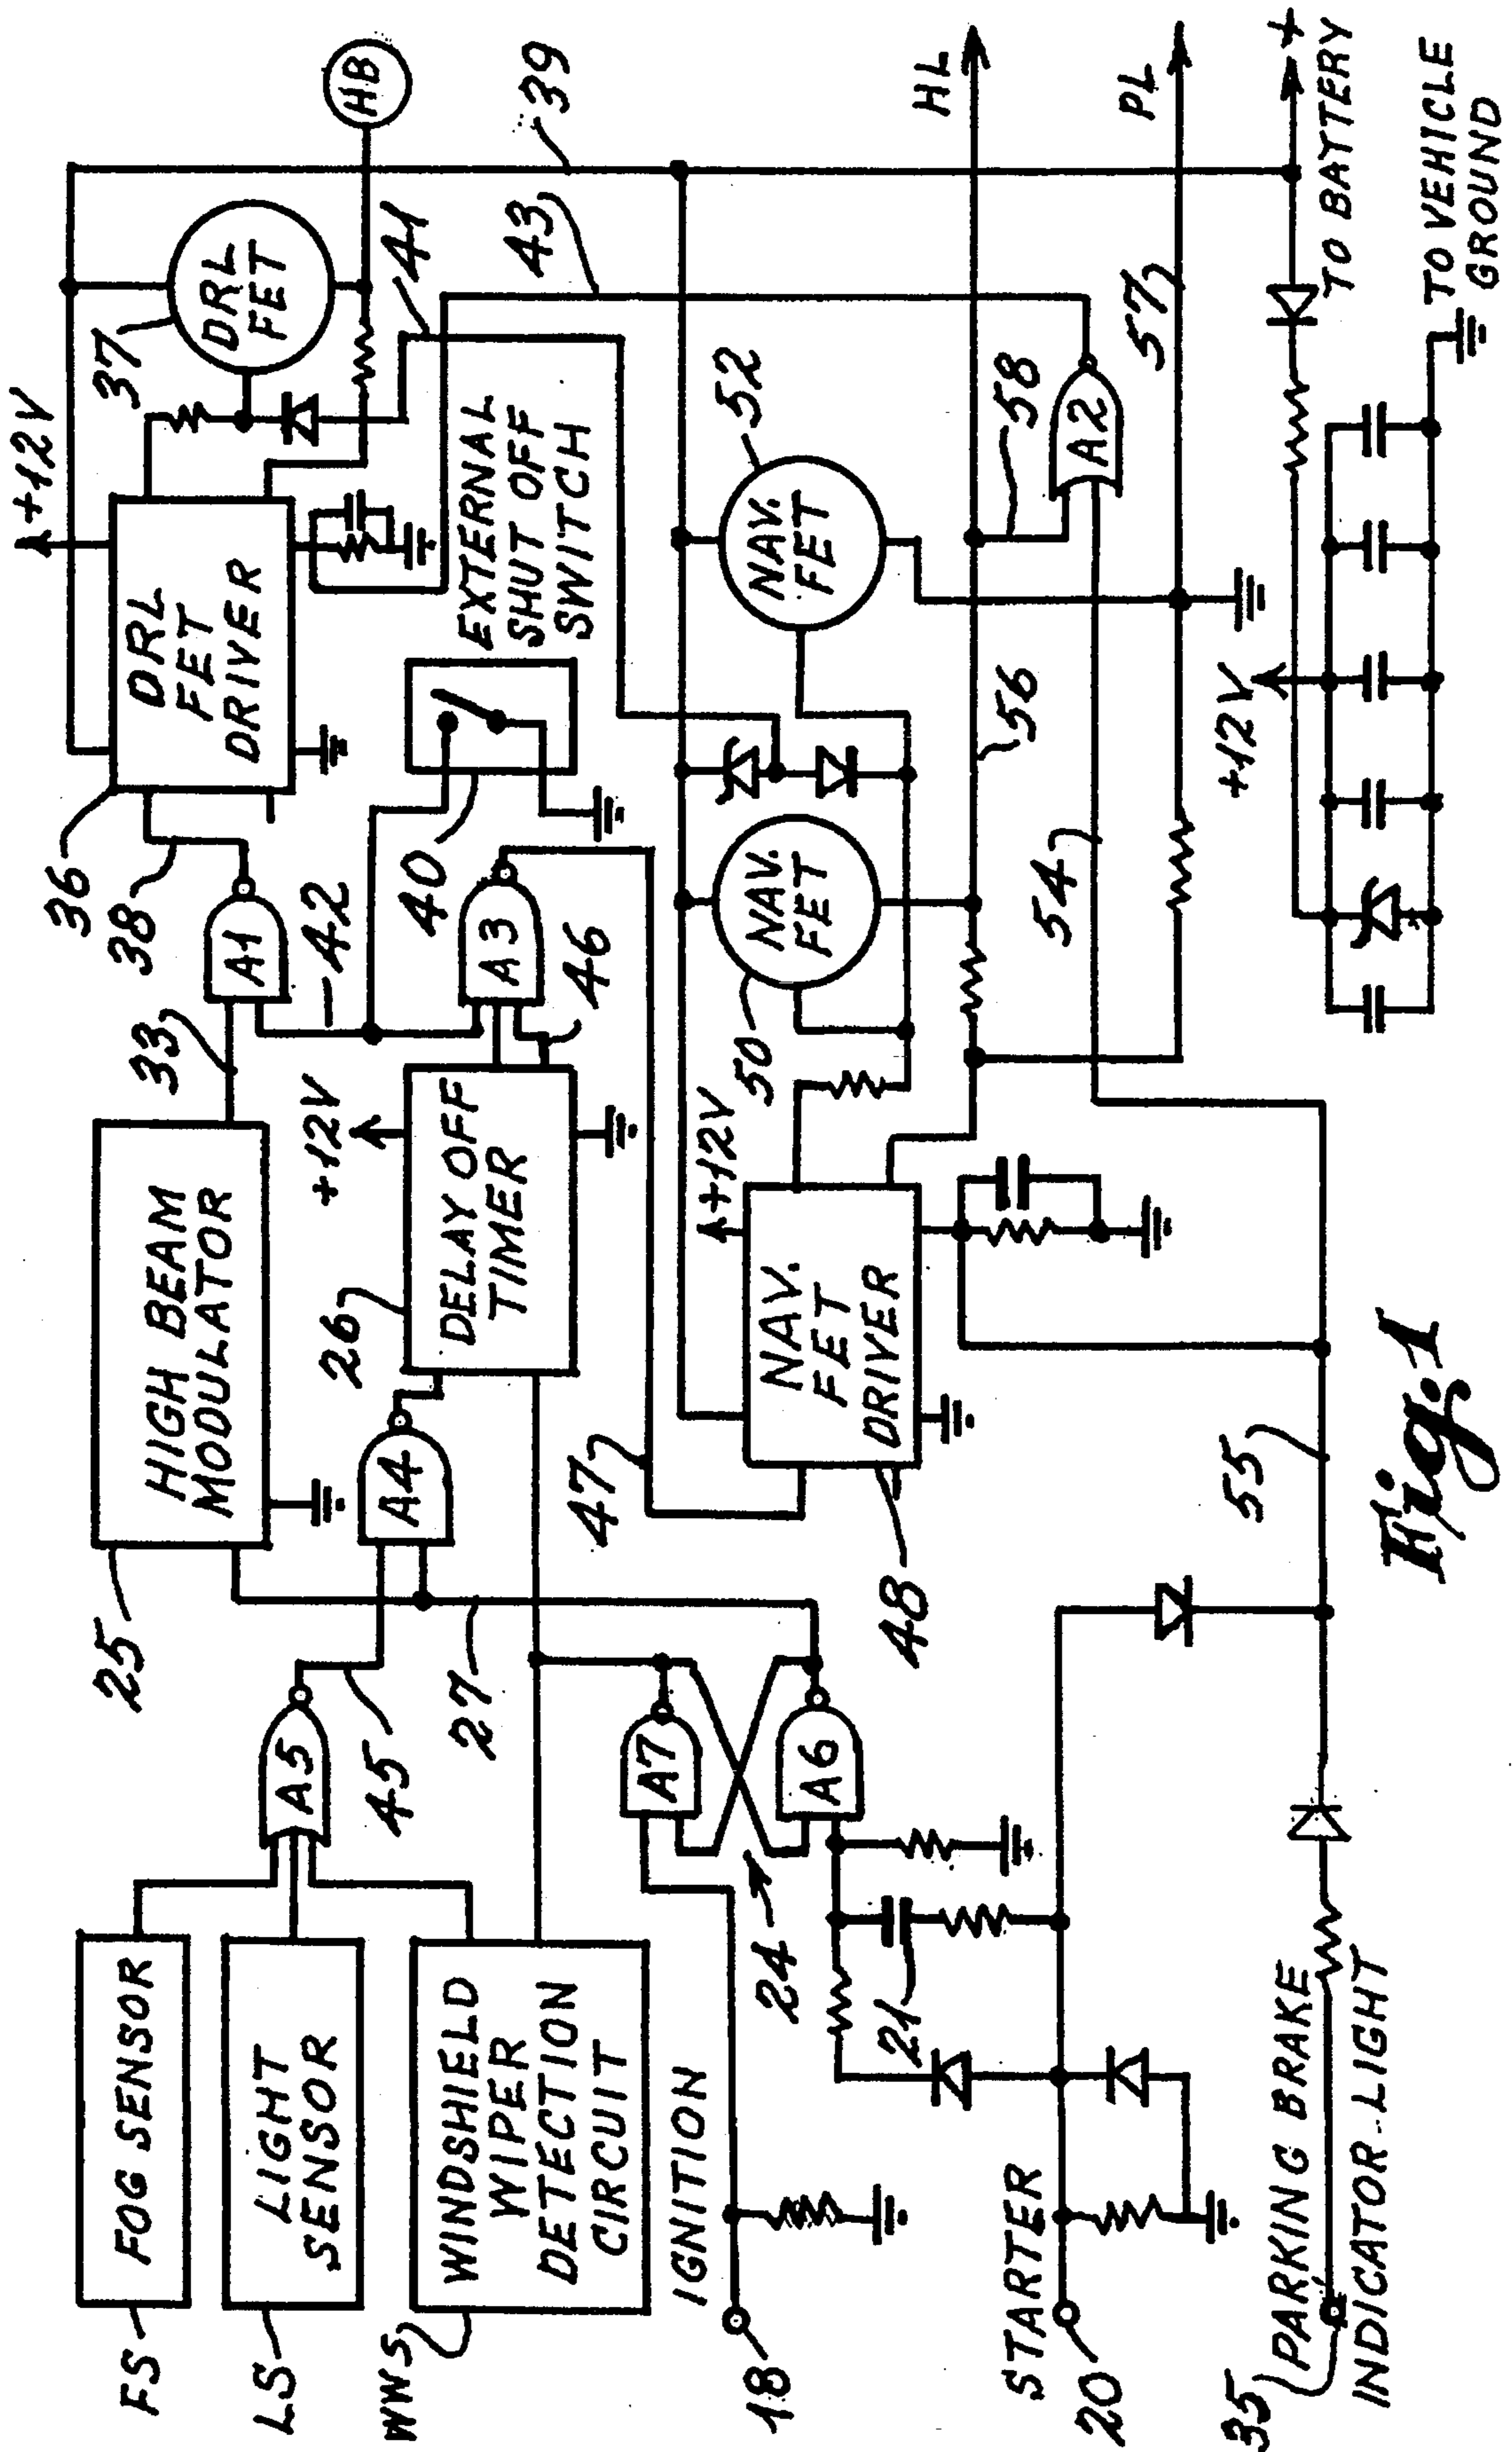 FS
FOG SENSOR
LS
LIGHT
SENSOR
WWS
WINDSHIELD
WIPER
DETECTION
CIRCUIT
A5
45
25
HIGH BEAM
MODULATOR
33
A1
42
38
36
DRL
FET
DRIVER
+12V
37
DRL
FET
HB
39
41
43
27
A4
26
DELAY OFF
TIMER
+12V
A3
46
40
EXTERNAL
SHUT OFF
SWITCH
IGNITION
18
A7
24
A6
21
47
48
NAV.
FET
DRIVER
+12V
50
NAV.
FET
52
NAV.
FET
56
58
A2
54
57
HL
PL
STARTER
20
35
PARKING BRAKE
INDICATOR LIGHT
55
+12V
+
TO BATTERY
TO VEHICLE
GROUND
Fig. 1